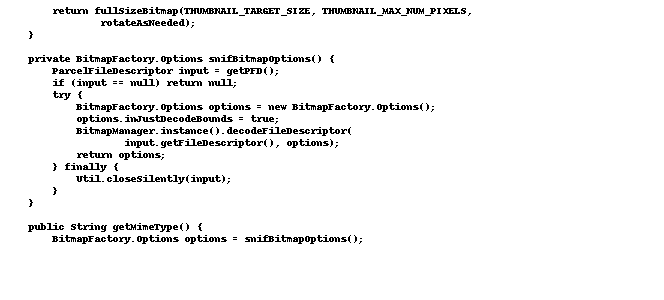 return fullSizeBitmap(THUMBNAIL_TARGET_SIZE, THUMBNAIL_MAX_NUM_PIXELS,
rotateAsNeeded);
}
private BitmapFactory.Options snifBitmapOptions() {
ParcelFileDescriptor input = getPFD();
if (input == null) return null;
try {
BitmapFactory.Options options = new BitmapFactory.Options();
options.inJustDecodeBounds = true;
BitmapManager.instance().decodeFileDescriptor(
input.getFileDescriptor(), options);
return options;
} finally {
Util.closeSilently(input);
}
}
public String getMimeType() {
BitmapFactory.Options options = snifBitmapOptions();